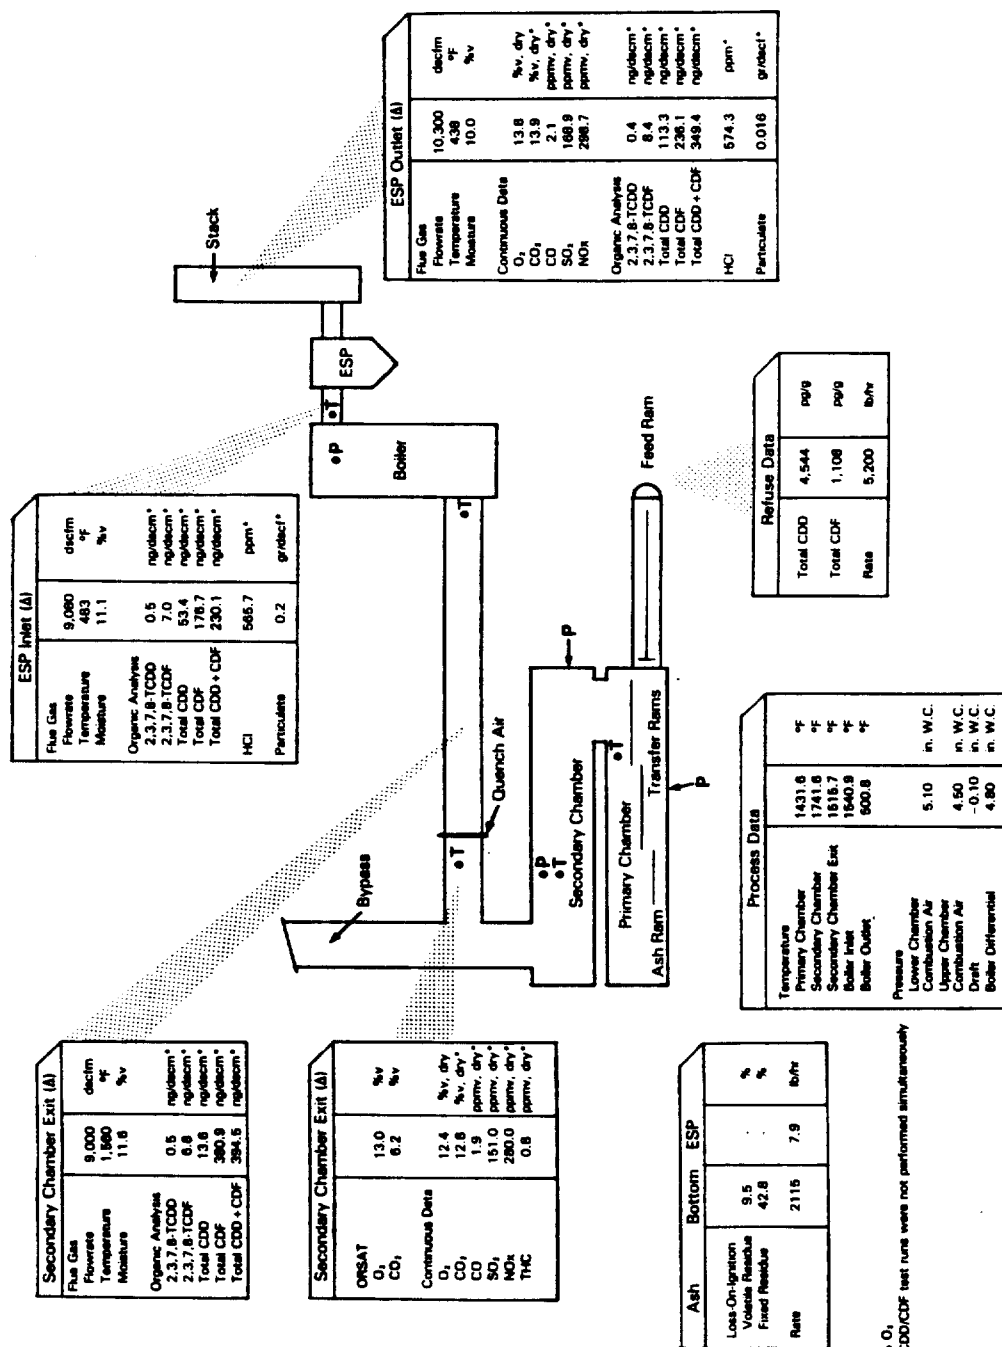 Secondary Chamber Exit (Δ)
Flue Gas
Flowrate 9,000 dscfm
Temperature 1,560 °F
Moisture 11.6 %v
Organic Analysis
2,3,7,8-TCDD 0.5 ng/dscm*
2,3,7,8-TCDF 6.8 ng/dscm*
Total CDD 13.6 ng/dscm*
Total CDF 380.9 ng/dscm*
Total CDD + CDF 394.5 ng/dscm*
ESP Inlet (Δ)
Flue Gas
Flowrate 9,080 dscfm
Temperature 483 °F
Moisture 11.1 %v
Organic Analysis
2,3,7,8-TCDD 0.5 ng/dscm*
2,3,7,8-TCDF 7.0 ng/dscm*
Total CDD 53.4 ng/dscm*
Total CDF 176.7 ng/dscm*
Total CDD + CDF 230.1 ng/dscm*
HCl 565.7 ppm*
Particulate 0.2 gr/dscf*
Secondary Chamber Exit (Δ)
ORSAT
O₂ 13.0 %v
CO₂ 6.2 %v
Continuous Data
O₂ 12.4 %v, dry
CO₂ 12.6 %v, dry*
CO 1.9 ppmv, dry*
SO₂ 151.0 ppmv, dry*
NOx 280.0 ppmv, dry*
THC 0.8 ppmv, dry*
Bypass
•T
Quench Air
•T
Boiler
•P
•T
ESP
Stack
ESP Outlet (Δ)
Flue Gas
Flowrate 10,300 dscfm
Temperature 438 °F
Moisture 10.0 %v
Continuous Data
O₂ 13.8 %v, dry
CO₂ 13.9 %v, dry*
CO 2.1 ppmv, dry*
SO₂ 168.9 ppmv, dry*
NOx 298.7 ppmv, dry*
Organic Analysis
2,3,7,8-TCDD 0.4 ng/dscm*
2,3,7,8-TCDF 8.4 ng/dscm*
Total CDD 113.3 ng/dscm*
Total CDF 236.1 ng/dscm*
Total CDD + CDF 349.4 ng/dscm*
HCl 574.3 ppm*
Particulate 0.016 gr/dscf*
•P
•T
Secondary Chamber
P
Primary Chamber
•T
Ash Ram
Transfer Rams
Feed Ram
P
Ash Bottom ESP
Loss-On-Ignition
Volatile Residue 9.5 %
Fixed Residue 42.8 %
Rate 2115 7.9 lb/hr
Process Data
Temperature
Primary Chamber 1431.6 °F
Secondary Chamber 1741.6 °F
Secondary Chamber Exit 1615.7 °F
Boiler Inlet 1540.9 °F
Boiler Outlet 500.8 °F
Pressure
Lower Chamber
Combustion Air 5.10 in. W.C.
Upper Chamber
Combustion Air 4.50 in. W.C.
Draft -0.10 in. W.C.
Boiler Differential 4.80 in. W.C.
Refuse Data
Total CDD 4,544 pg/g
Total CDF 1,108 pg/g
Rate 5,200 lb/hr
O₂
CDD/CDF test runs were not performed simultaneously